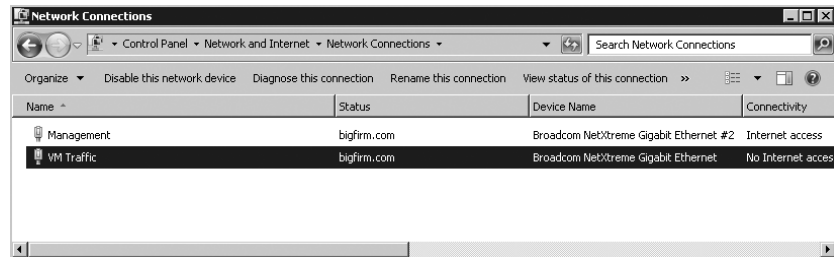 Network Connections
Control Panel Network and Internet Network Connections Search Network Connections
Organize Disable this network device Diagnose this connection Rename this connection View status of this connection »
Name Status Device Name Connectivity
Management bigfirm.com Broadcom NetXtreme Gigabit Ethernet #2 Internet access
VM Traffic bigfirm.com Broadcom NetXtreme Gigabit Ethernet No Internet acces